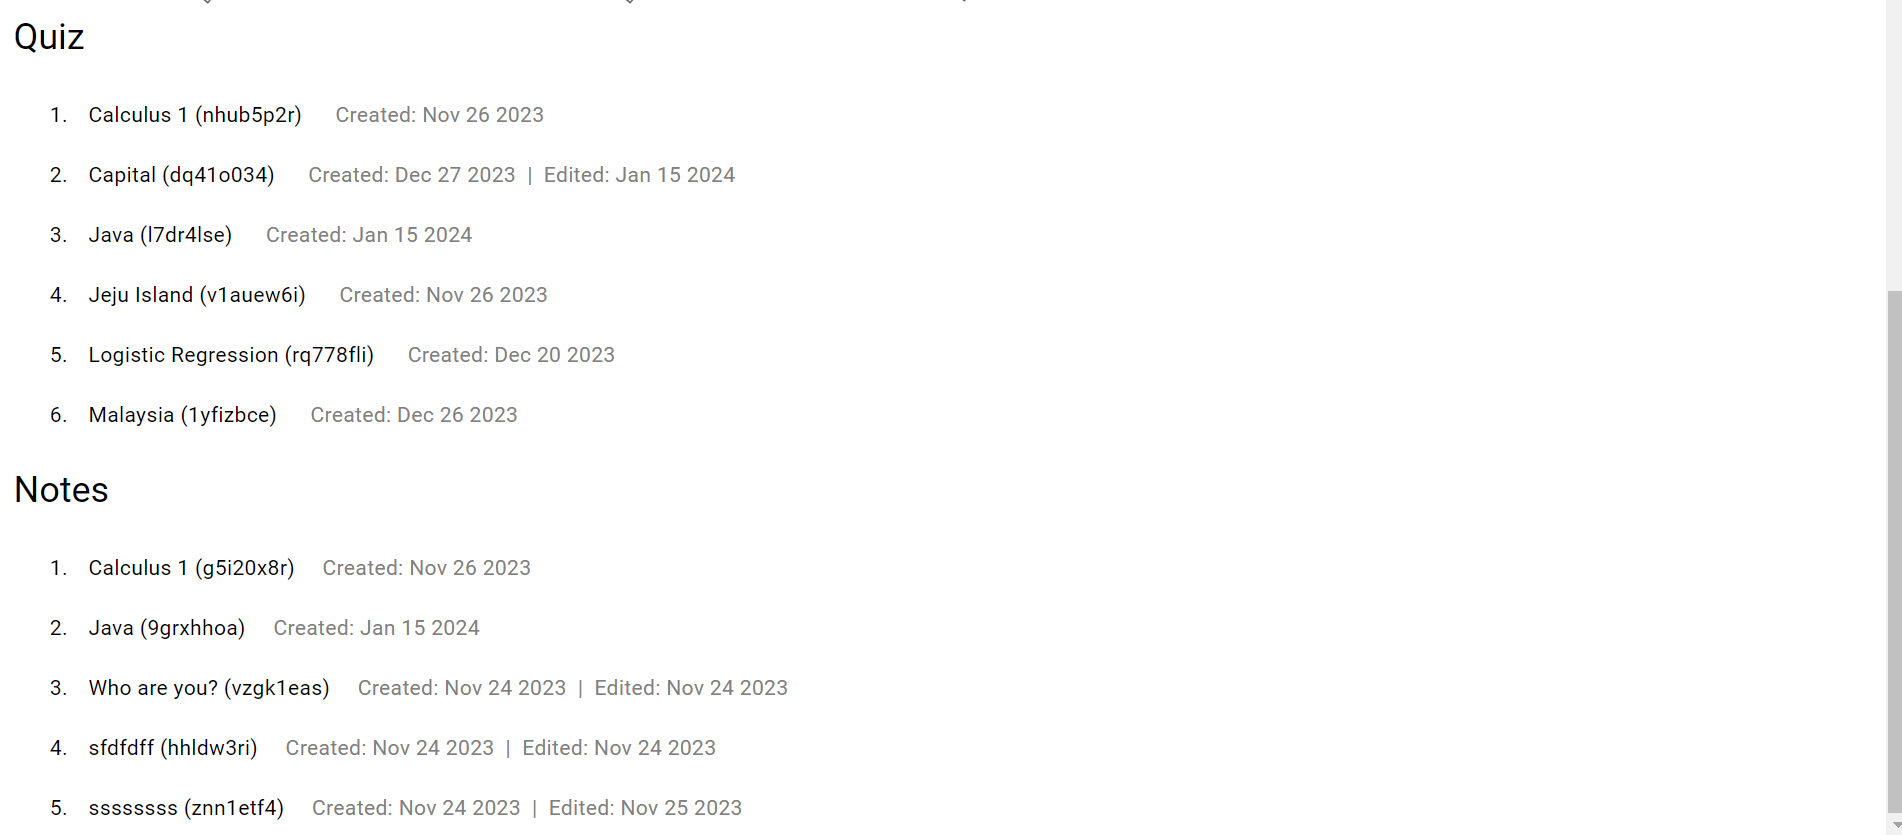 Quiz
1. Calculus 1 (nhub5p2r) Created: Nov 26 2023
2. Capital (dq41o034) Created: Dec 27 2023 | Edited: Jan 15 2024
3. Java (l7dr4lse) Created: Jan 15 2024
4. Jeju Island (v1auew6i) Created: Nov 26 2023
5. Logistic Regression (rq778fli) Created: Dec 20 2023
6. Malaysia (1yfizbce) Created: Dec 26 2023
Notes
1. Calculus 1 (g5i20x8r) Created: Nov 26 2023
2. Java (9grxhhoa) Created: Jan 15 2024
3. Who are you? (vzgk1eas) Created: Nov 24 2023 | Edited: Nov 24 2023
4. sfdfdff (hhldw3ri) Created: Nov 24 2023 | Edited: Nov 24 2023
5. ssssssss (znn1etf4) Created: Nov 24 2023 | Edited: Nov 25 2023